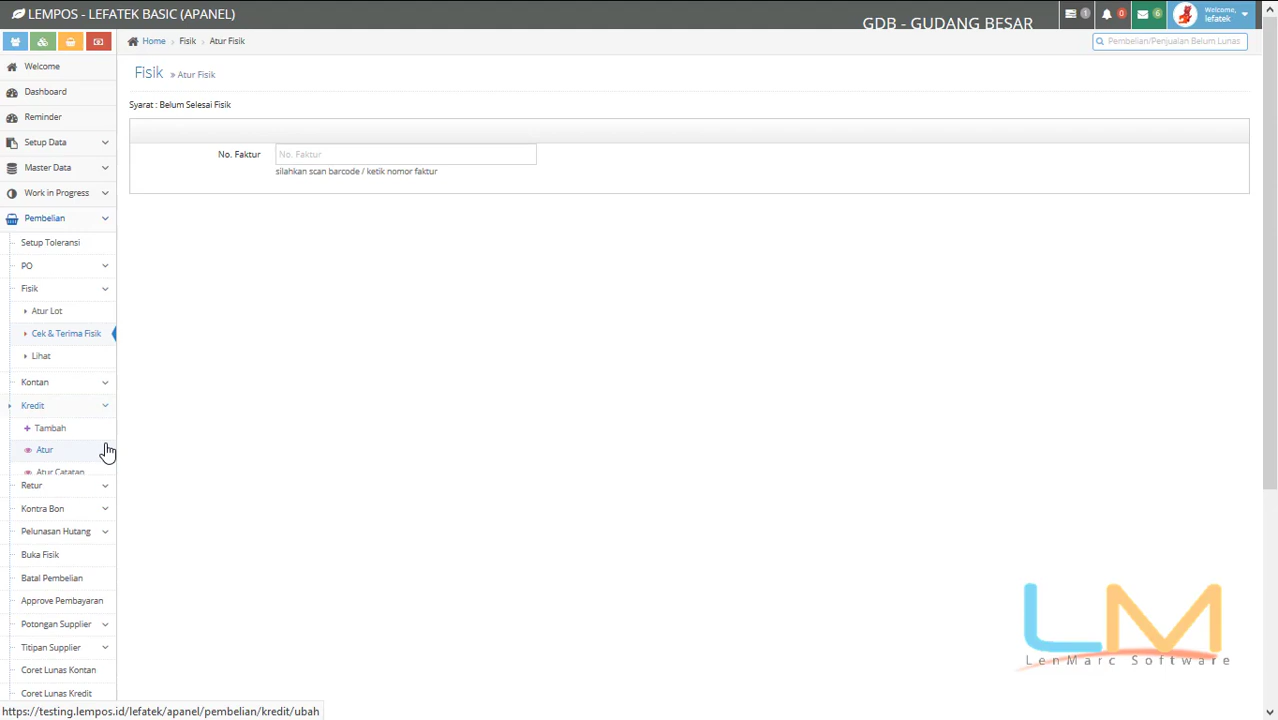 LEMPOS - LEFATEK BASIC (APANEL)
GDB - GUDANG BESAR
1
0
6
Welcome,
lefatek
Home > Fisik > Atur Fisik
Pembelian/Penjualan Belum Lunas
Welcome
Dashboard
Reminder
Setup Data
Master Data
Work in Progress
Pembelian
Setup Toleransi
PO
Fisik
Atur Lot
Cek & Terima Fisik
Lihat
Kontan
Kredit
Tambah
Atur
Atur Catatan
Retur
Kontra Bon
Pelunasan Hutang
Buka Fisik
Batal Pembelian
Approve Pembayaran
Potongan Supplier
Titipan Supplier
Coret Lunas Kontan
Coret Lunas Kredit
Fisik » Atur Fisik
Syarat : Belum Selesai Fisik
No. Faktur
No. Faktur
silahkan scan barcode / ketik nomor faktur
LM
LenMarc Software
https://testing.lempos.id/lefatek/apanel/pembelian/kredit/ubah